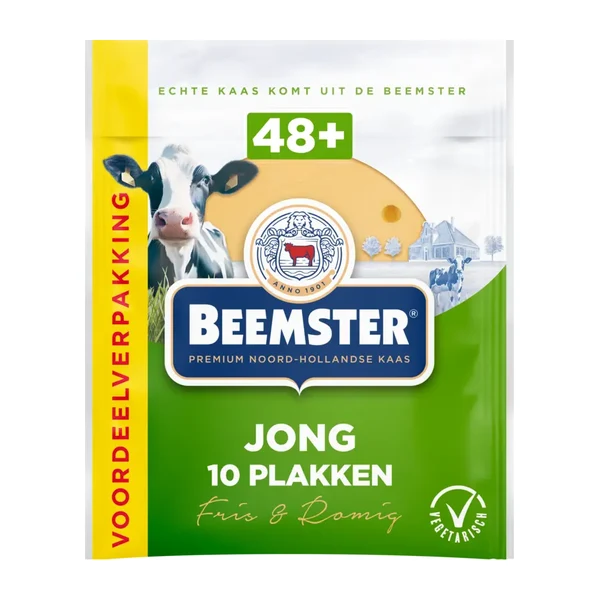 ECHTE KAAS KOMT UIT DE BEEMSTER
48+
VOORDEELVERPAKKING
ANNO 1901
BEEMSTER®
PREMIUM NOORD-HOLLANDSE KAAS
JONG
10 PLAKKEN
Fris & Romig
VEGETARISCH